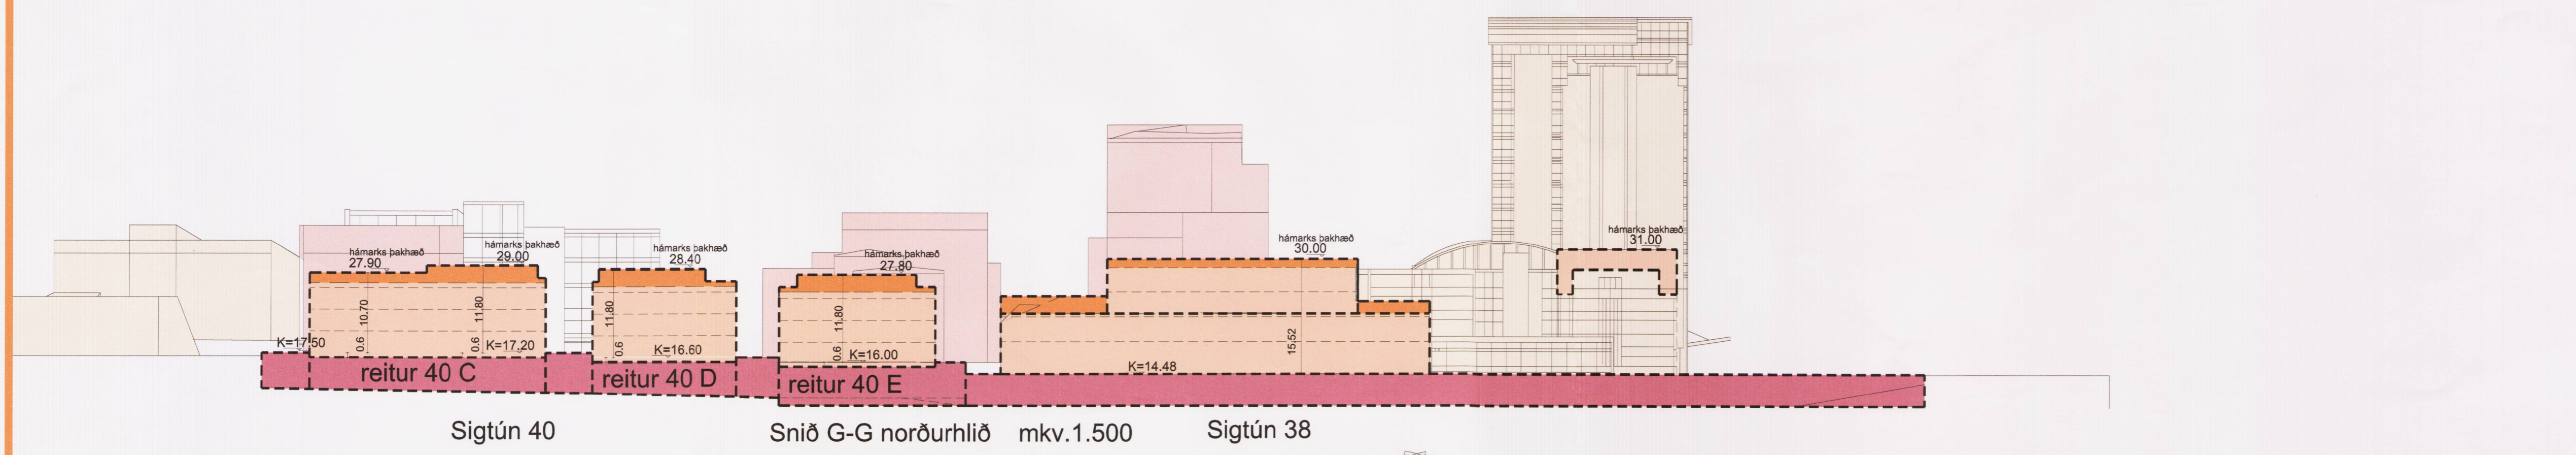 hámarks þakhæð
31.00
hámarks þakhæð
30.00
hámarks þakhæð
29.00
hámarks þakhæð
28.40
hámarks þakhæð
27.90
hámarks þakhæð
27.80
10.70
11.80
11.80
11.80
15.52
K=17.50
0.6
0.6
K=17.20
0.6
K=16.60
0.6
K=16.00
K=14.48
reitur 40 C
reitur 40 D
reitur 40 E
Sigtún 40
Snið G-G norðurhlið mkv.1.500
Sigtún 38